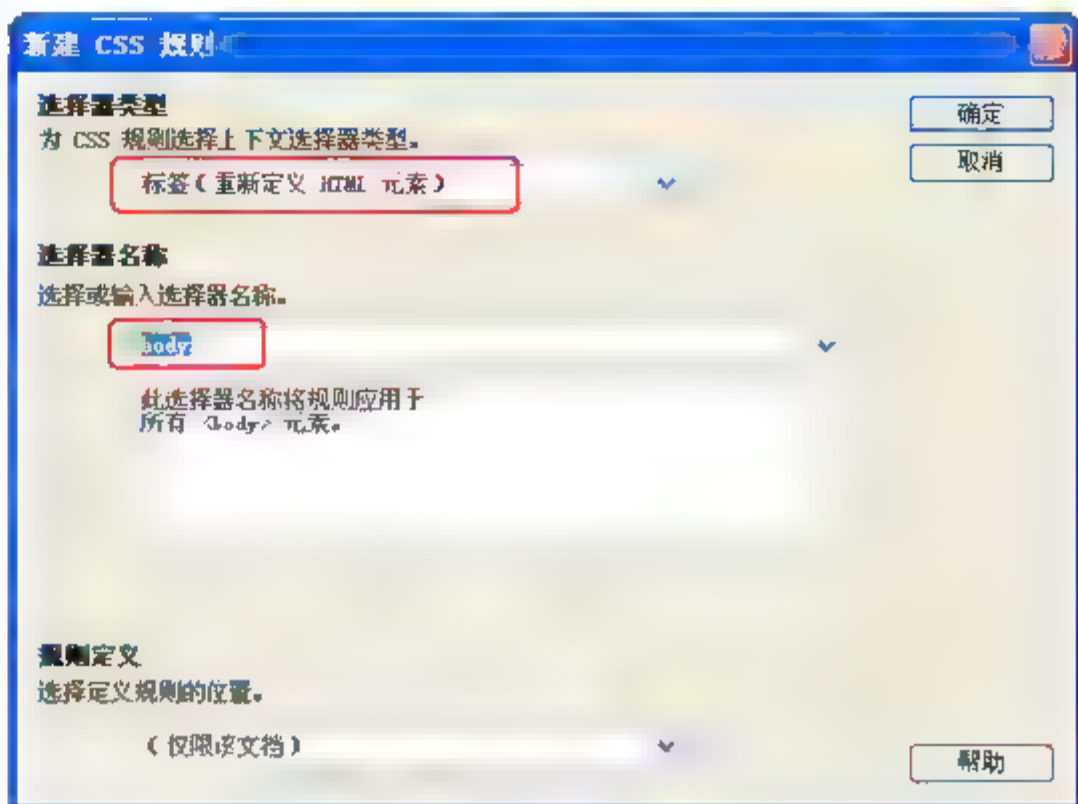 新建 CSS 规则
选择器类型
为 CSS 规则选择上下文选择器类型。
标签(重新定义 HTML 元素)
确定
取消
选择器名称
选择或输入选择器名称。
body
此选择器名称将规则应用于
所有 <body> 元素。
规则定义
选择定义规则的位置。
(仅限该文档)
帮助